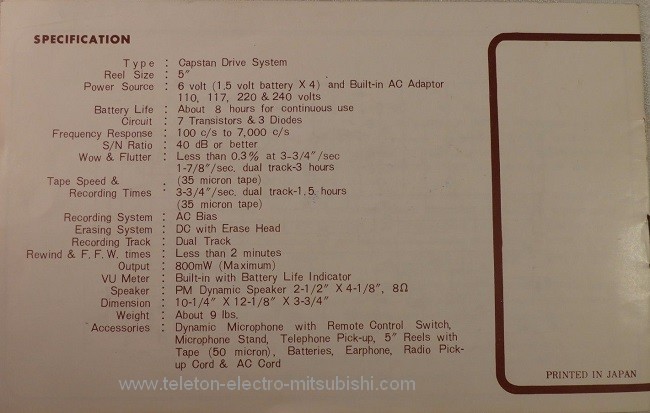 SPECIFICATION
Type : Capstan Drive System
Reel Size : 5"
Power Source : 6 volt (1,5 volt battery X 4) and Built-in AC Adaptor
110, 117, 220 & 240 volts
Battery Life : About 8 hours for continuous use
Circuit : 7 Transistors & 3 Diodes
Frequency Response : 100 c/s to 7,000 c/s
S/N Ratio : 40 dB or better
Wow & Flutter : Less than 0.3% at 3-3/4"/sec
1-7/8"/sec. dual track-3 hours
Tape Speed & : (35 micron tape)
Recording Times 3-3/4"/sec. dual track-1.5 hours
(35 micron tape)
Recording System : AC Bias
Erasing System : DC with Erase Head
Recording Track : Dual Track
Rewind & F. F. W. times : Less than 2 minutes
Output : 800mW (Maximum)
VU Meter : Built-in with Battery Life Indicator
Speaker : PM Dynamic Speaker 2-1/2" X 4-1/8", 8Ω
Dimension : 10-1/4" X 12-1/8" X 3-3/4"
Weight : About 9 lbs.
Accessories : Dynamic Microphone with Remote Control Switch,
Microphone Stand, Telephone Pick-up, 5" Reels with
Tape (50 micron), Batteries, Earphone, Radio Pick-
up Cord & AC Cord
PRINTED IN JAPAN
www.teleton-electro-mitsubishi.com